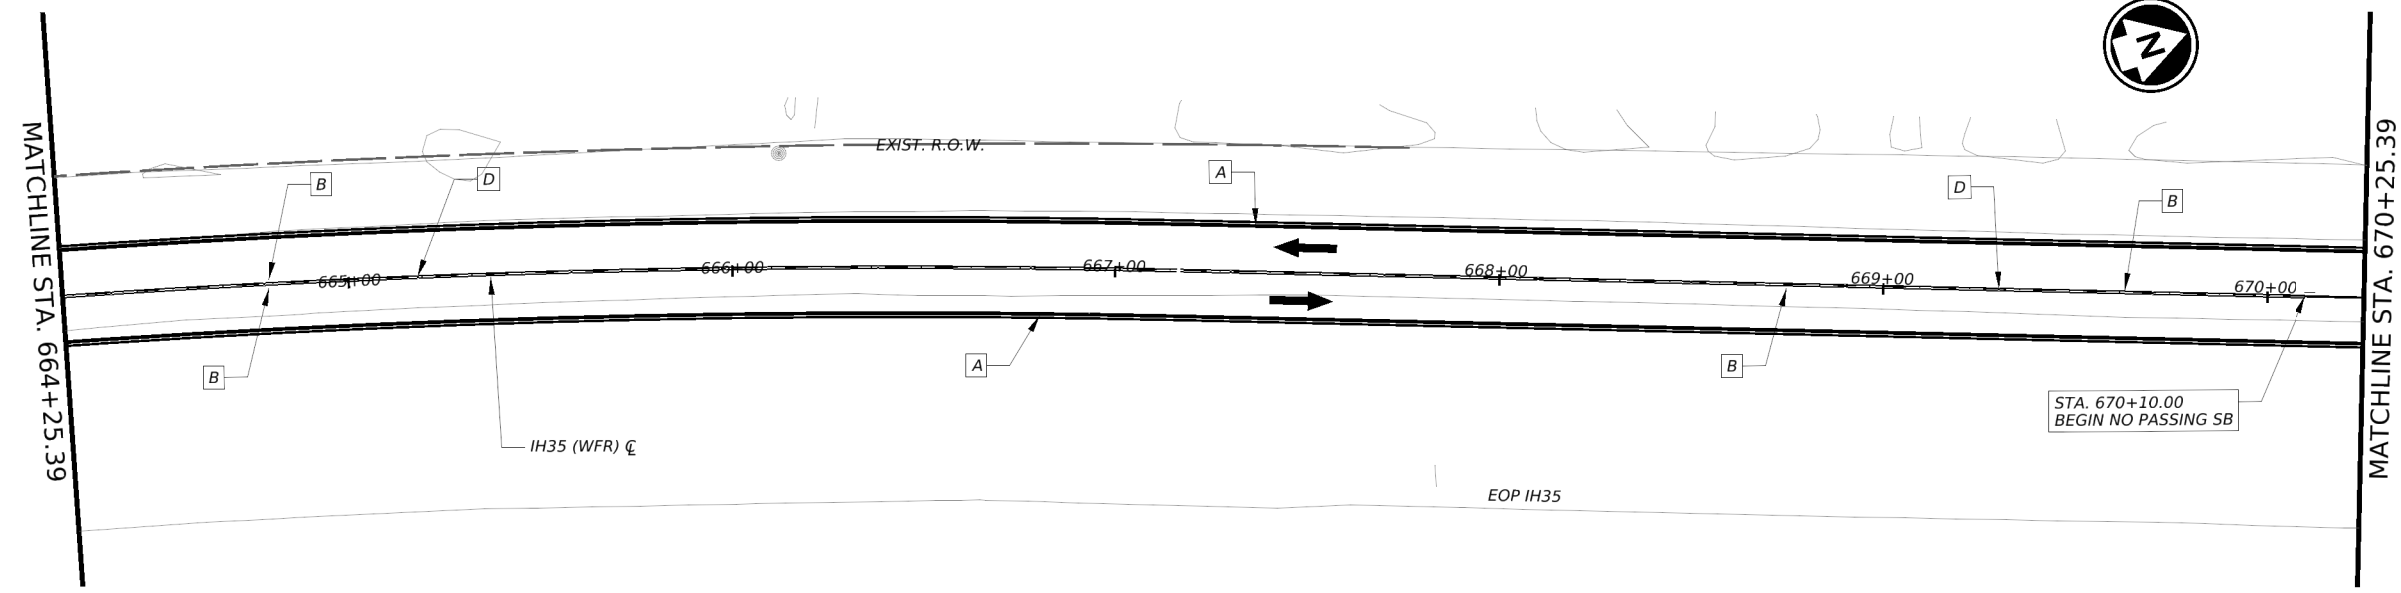 N
MATCHLINE STA. 664+25.39
EXIST. R.O.W.
B
D
A
D
B
665+00
666+00
667+00
668+00
669+00
670+00
B
A
B
STA. 670+10.00
BEGIN NO PASSING SB
IH35 (WFR) ℄
EOP IH35
MATCHLINE STA. 670+25.39